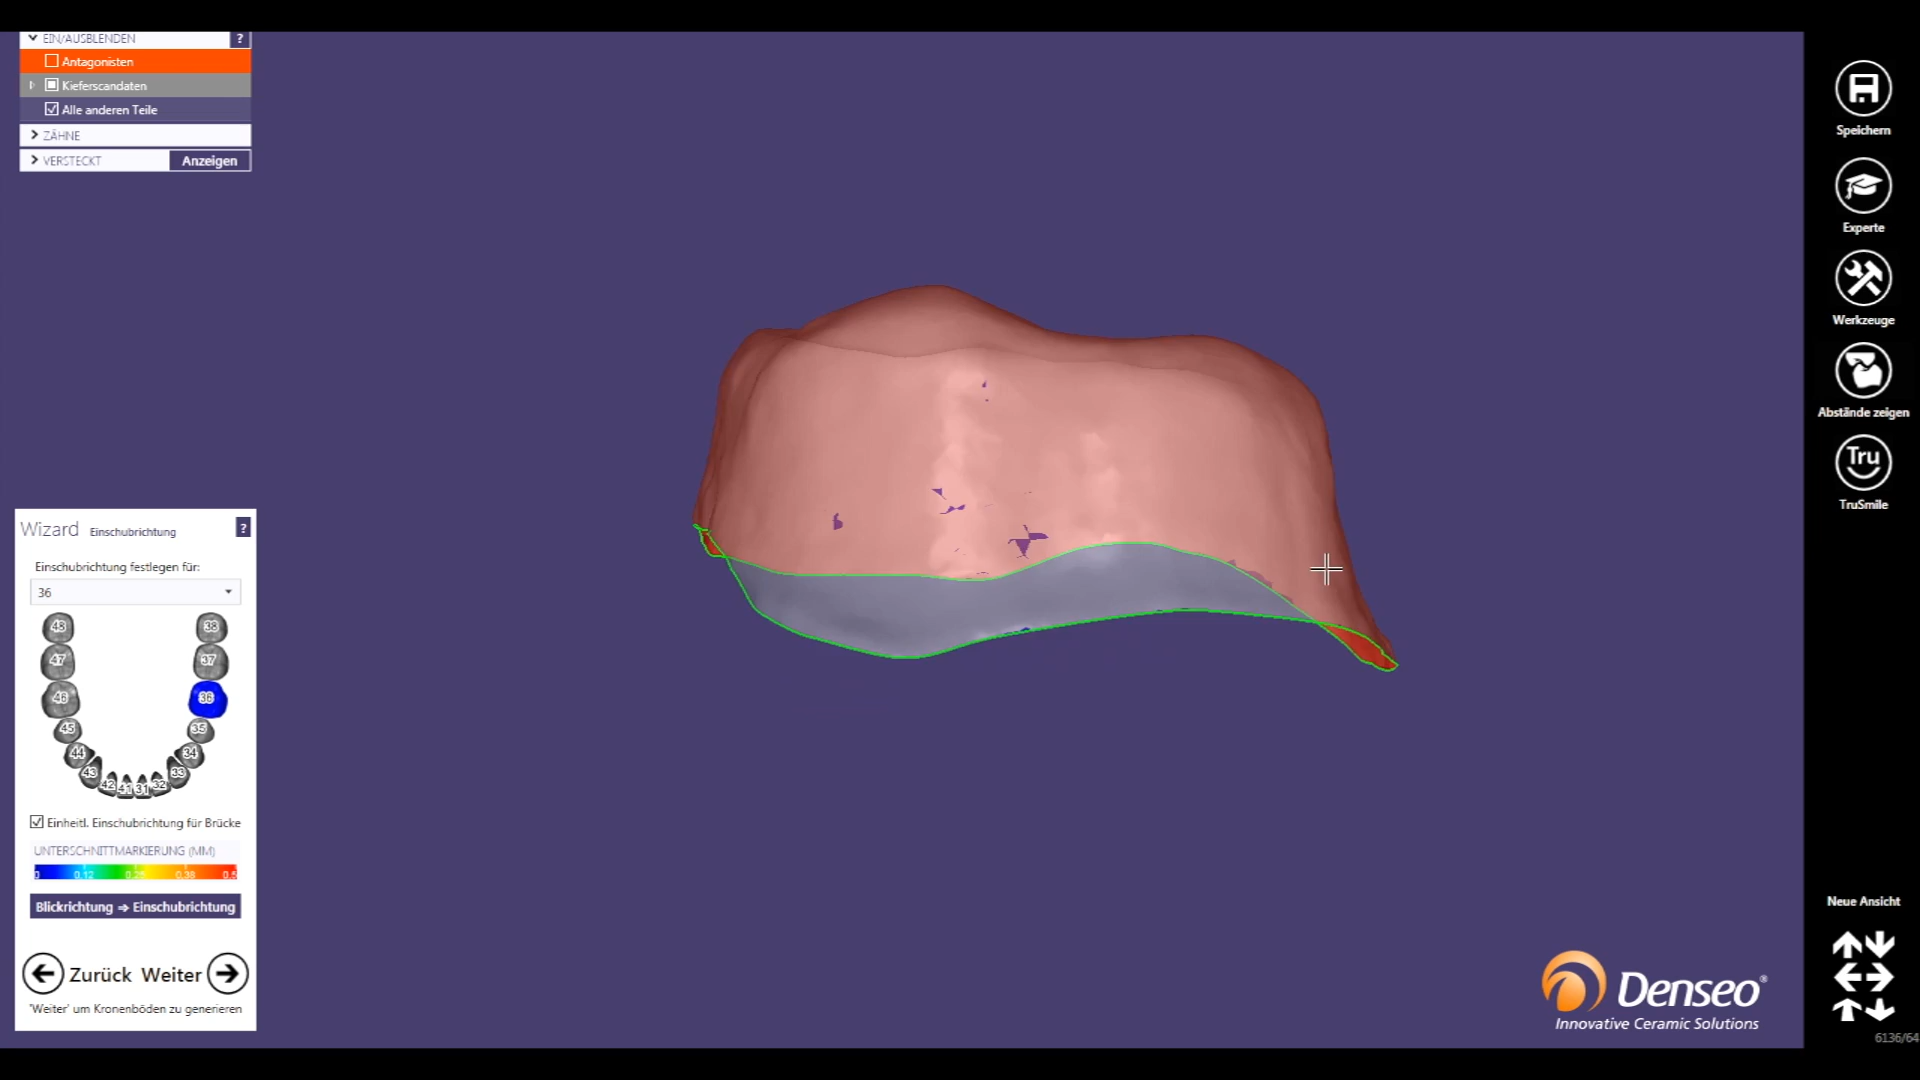 EIN/AUSBLENDEN ?
Antagonisten
Kieferscandaten
Alle anderen Teile
ZÄHNE
VERSTECKT Anzeigen
Speichern
Experte
Werkzeuge
Abstände zeigen
Tru
TruSmile
Wizard Einschubrichtung ?
Einschubrichtung festlegen für:
36
48 38
47 37
46 36
45 35
44 34
43 33
42 41 31 32
Einheitl. Einschubrichtung für Brücke
UNTERSCHNITTMARKIERUNG (MM)
0 0.12 0.25 0.38 0.5
Blickrichtung ⇒ Einschubrichtung
Zurück Weiter
'Weiter' um Kronenböden zu generieren
Neue Ansicht
Denseo®
Innovative Ceramic Solutions
6136/64